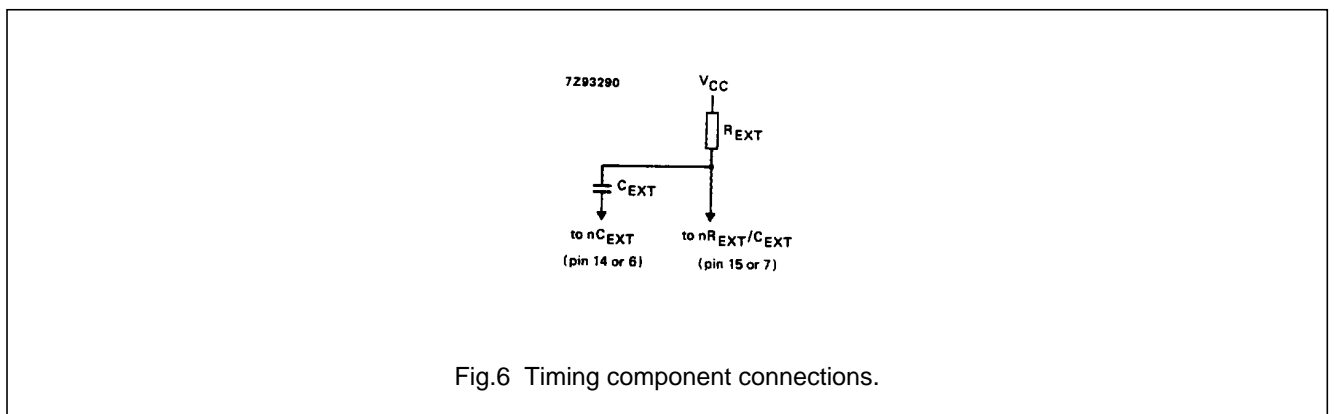 7Z93290
VCC
REXT
CEXT
to nCEXT
(pin 14 or 6)
to nREXT/CEXT
(pin 15 or 7)
Fig.6 Timing component connections.